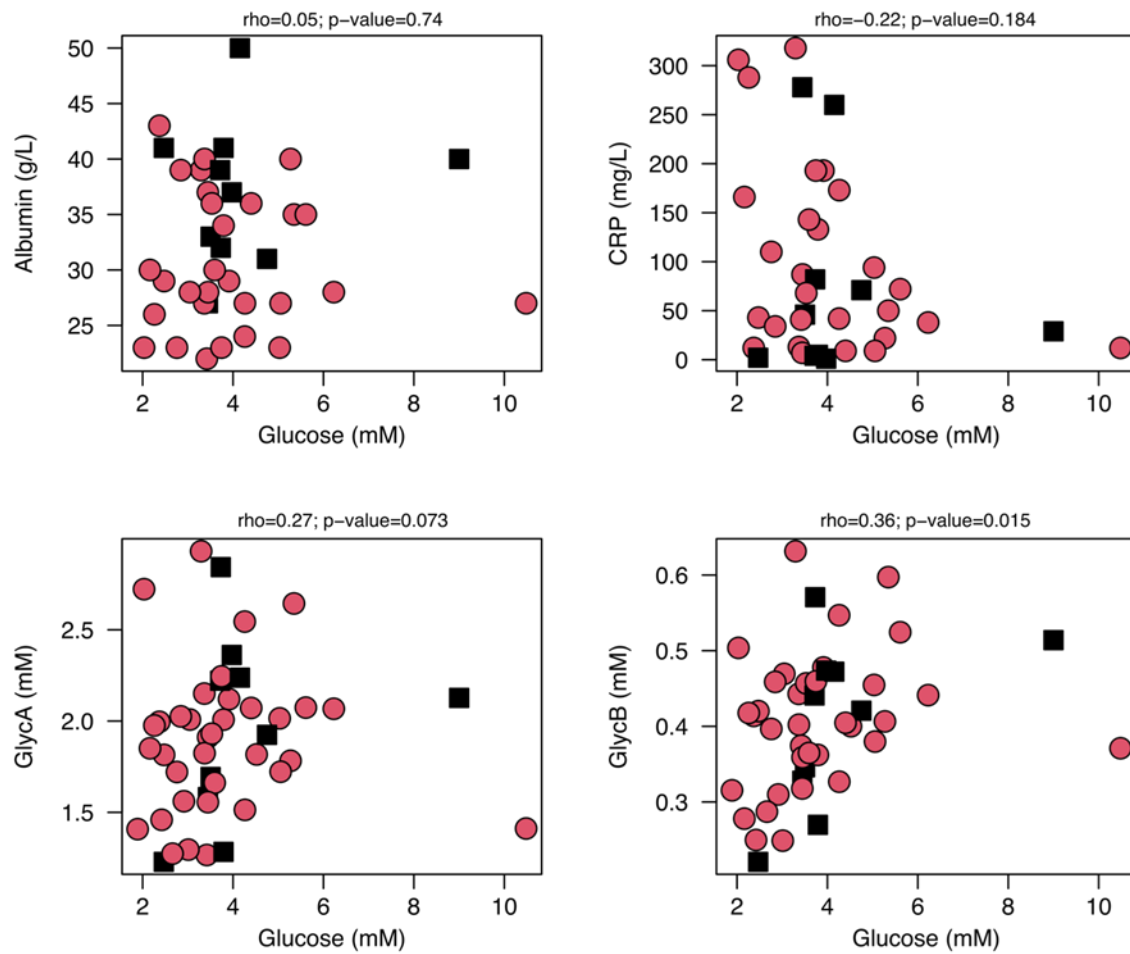 rho=0.05; p−value=0.74
50
45
40
35
30
25
Albumin (g/L)
2 4 6 8 10
Glucose (mM)
rho=−0.22; p−value=0.184
300
250
200
150
100
50
0
CRP (mg/L)
2 4 6 8 10
Glucose (mM)
rho=0.27; p−value=0.073
2.5
2.0
1.5
GlycA (mM)
2 4 6 8 10
Glucose (mM)
rho=0.36; p−value=0.015
0.6
0.5
0.4
0.3
GlycB (mM)
2 4 6 8 10
Glucose (mM)